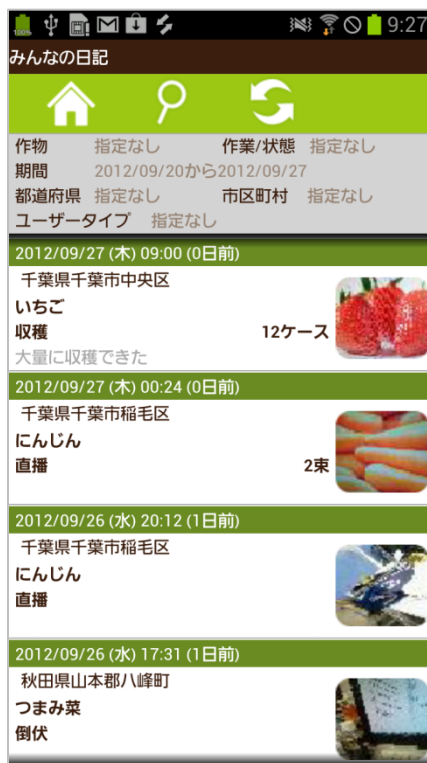 100%
9:27
みんなの日記
作物 指定なし 作業/状態 指定なし
期間 2012/09/20から2012/09/27
都道府県 指定なし 市区町村 指定なし
ユーザータイプ 指定なし
2012/09/27 (木) 09:00 (0日前)
千葉県千葉市中央区
いちご
収穫 12ケース
大量に収穫できた
2012/09/27 (木) 00:24 (0日前)
千葉県千葉市稲毛区
にんじん
直播 2束
2012/09/26 (水) 20:12 (1日前)
千葉県千葉市稲毛区
にんじん
直播
2012/09/26 (水) 17:31 (1日前)
秋田県山本郡八峰町
つまみ菜
倒伏